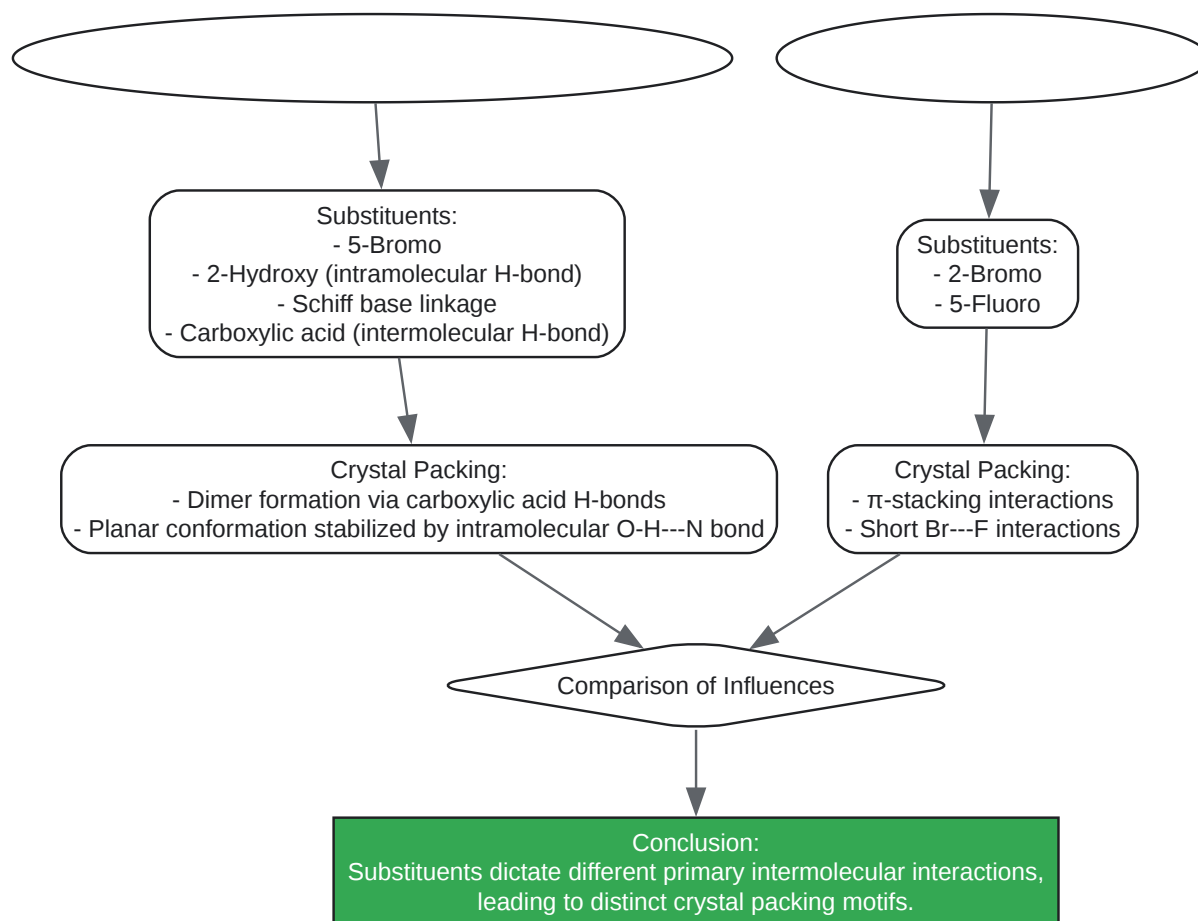 Substituents:
- 5-Bromo
- 2-Hydroxy (intramolecular H-bond)
- Schiff base linkage
- Carboxylic acid (intermolecular H-bond)
Substituents:
- 2-Bromo
- 5-Fluoro
Crystal Packing:
- Dimer formation via carboxylic acid H-bonds
- Planar conformation stabilized by intramolecular O-H---N bond
Crystal Packing:
- π-stacking interactions
- Short Br---F interactions
Comparison of Influences
Conclusion:
Substituents dictate different primary intermolecular interactions,
leading to distinct crystal packing motifs.